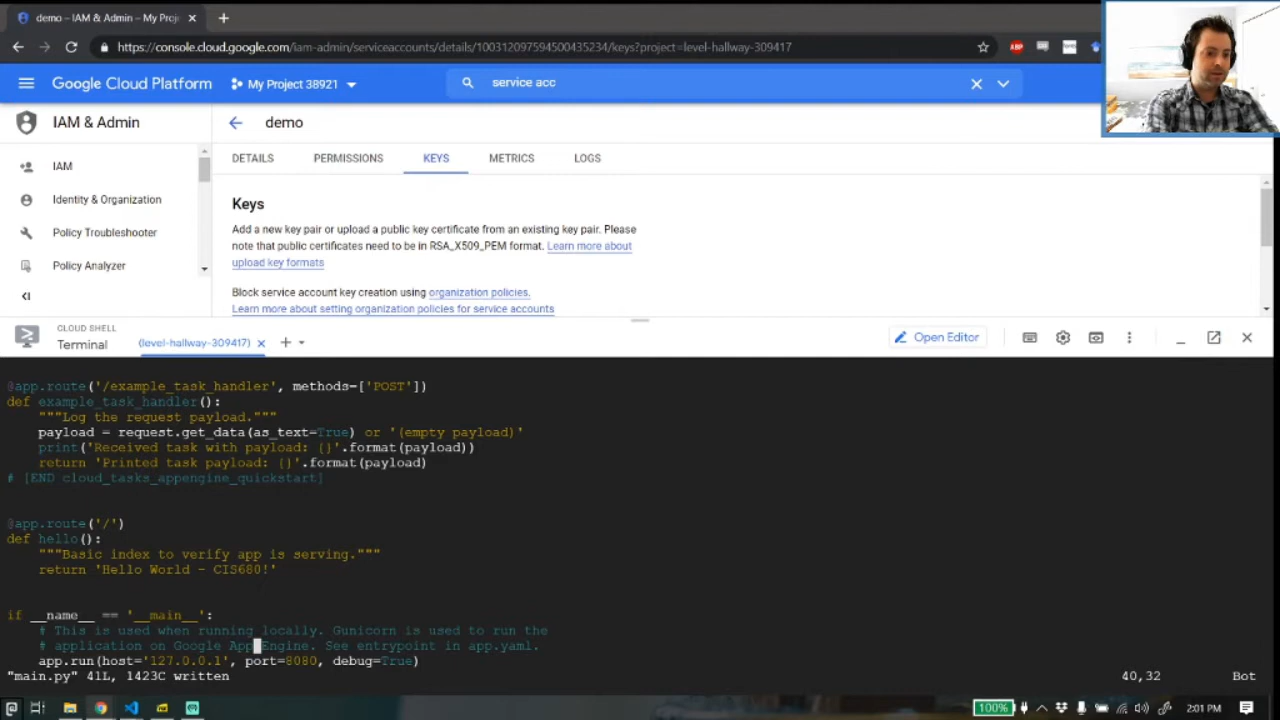 demo – IAM & Admin – My Proj
https://console.cloud.google.com/iam-admin/serviceaccounts/details/100312097594500435234/keys?project=level-hallway-309417
ABP
Google Cloud Platform
My Project 38921
service acc
IAM & Admin
demo
IAM
Identity & Organization
Policy Troubleshooter
Policy Analyzer
DETAILS
PERMISSIONS
KEYS
METRICS
LOGS
Keys
Add a new key pair or upload a public key certificate from an existing key pair. Please
note that public certificates need to be in RSA_X509_PEM format. Learn more about
upload key formats
Block service account key creation using organization policies.
Learn more about setting organization policies for service accounts
CLOUD SHELL
Terminal
(level-hallway-309417)
Open Editor
@app.route('/example_task_handler', methods=['POST'])
def example_task_handler():
"""Log the request payload."""
payload = request.get_data(as_text=True) or '(empty payload)'
print('Received task with payload: {}'.format(payload))
return 'Printed task payload: {}'.format(payload)
# [END cloud_tasks_appengine_quickstart]
@app.route('/')
def hello():
"""Basic index to verify app is serving."""
return 'Hello World - CIS680!'
if __name__ == '__main__':
# This is used when running locally. Gunicorn is used to run the
# application on Google App Engine. See entrypoint in app.yaml.
app.run(host='127.0.0.1', port=8080, debug=True)
"main.py" 41L, 1423C written
40,32
Bot
100%
2:01 PM